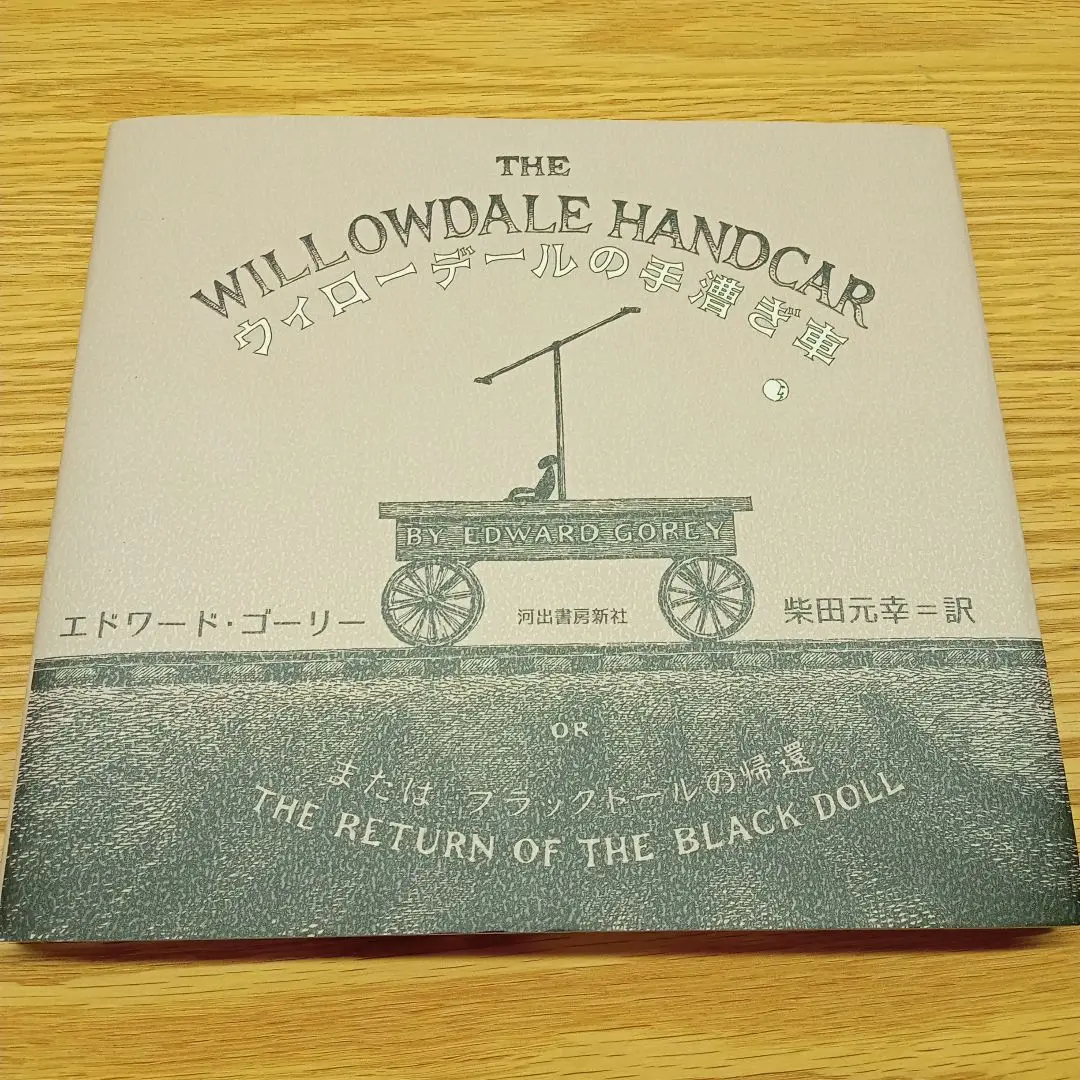 THE
WILLOWDALE HANDCAR
ウィローデールの手漕ぎ車
BY EDWARD GOREY
エドワード・ゴーリー
河出書房新社
柴田元幸=訳
OR
または ブラックドールの帰還
THE RETURN OF THE BLACK DOLL